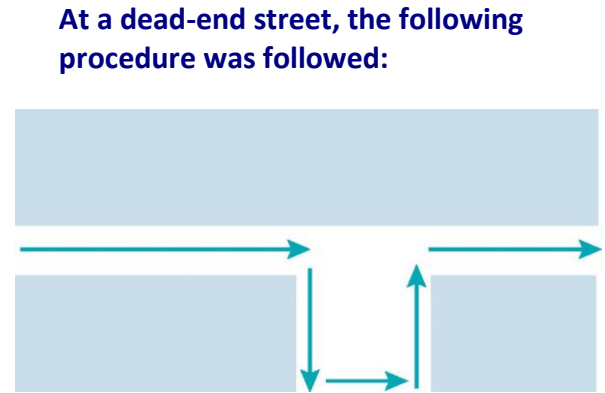 At a dead-end street, the following
procedure was followed: